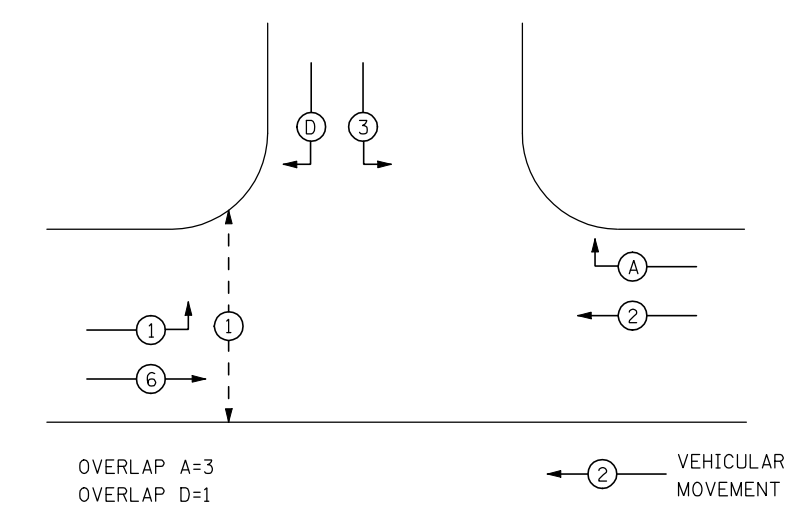 D 3
A
2
1 1
6
OVERLAP A=3
OVERLAP D=1
2 VEHICULAR
MOVEMENT